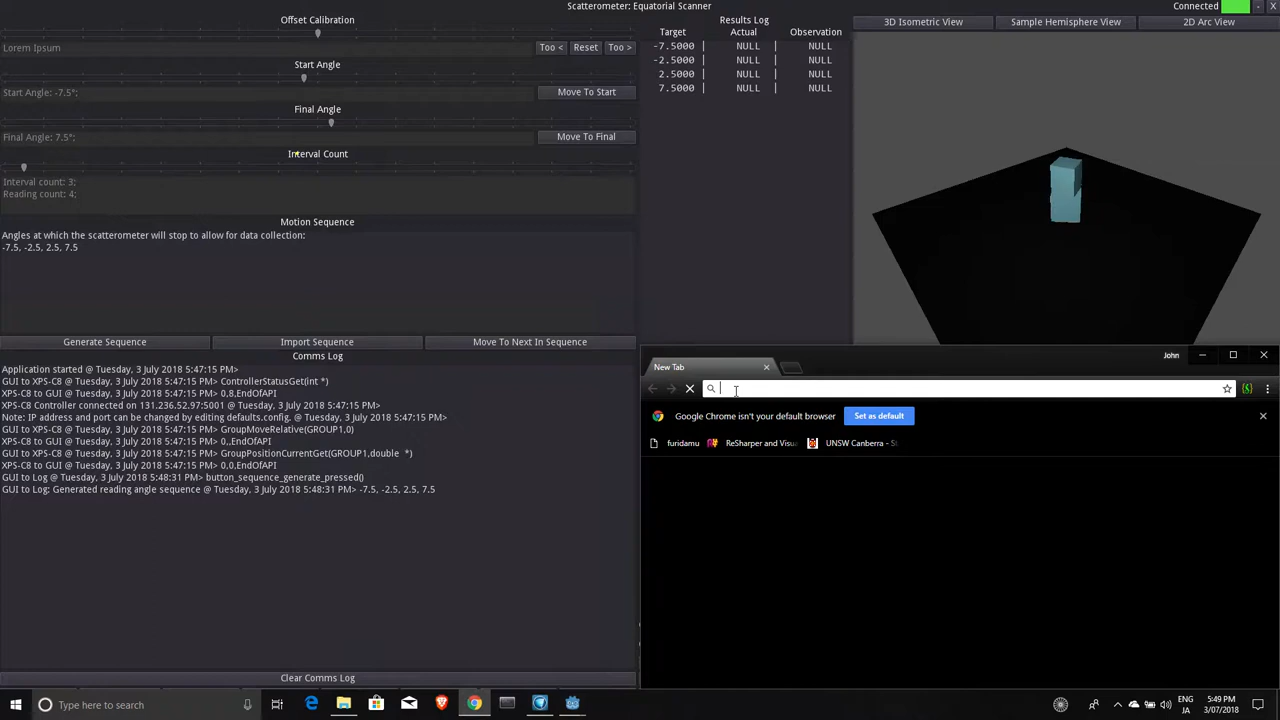 Scatterometer: Equatorial Scanner
Connected
-
X
Offset Calibration
Lorem Ipsum
Too <
Reset
Too >
Start Angle
Start Angle: -7.5°:
Move To Start
Final Angle
Final Angle: 7.5°;
Move To Final
Interval Count
Interval count: 3;
Reading count: 4;
Motion Sequence
Angles at which the scatterometer will stop to allow for data collection:
-7.5, -2.5, 2.5, 7.5
Generate Sequence
Import Sequence
Move To Next In Sequence
Comms Log
Application started @ Tuesday, 3 July 2018 5:47:15 PM>
GUI to XPS-C8 @ Tuesday, 3 July 2018 5:47:15 PM> ControllerStatusGet(int *)
XPS-C8 to GUI @ Tuesday, 3 July 2018 5:47:15 PM> 0,8,EndOfAPI
XPS-C8 Controller connected on 131.236.52.97:5001 @ Tuesday, 3 July 2018 5:47:15 PM>
Note: IP address and port can be changed by editing defaults.config. @ Tuesday, 3 July 2018 5:47:15 PM>
GUI to XPS-C8 @ Tuesday, 3 July 2018 5:47:15 PM> GroupMoveRelative(GROUP1,0)
XPS-C8 to GUI @ Tuesday, 3 July 2018 5:47:15 PM> 0,,EndOfAPI
GUI to XPS-C8 @ Tuesday, 3 July 2018 5:47:15 PM> GroupPositionCurrentGet(GROUP1,double *)
XPS-C8 to GUI @ Tuesday, 3 July 2018 5:47:15 PM> 0,0,EndOfAPI
GUI to Log @ Tuesday, 3 July 2018 5:48:31 PM> button_sequence_generate_pressed()
GUI to Log: Generated reading angle sequence @ Tuesday, 3 July 2018 5:48:31 PM> -7.5, -2.5, 2.5, 7.5
Clear Comms Log
Results Log
Target Actual Observation
-7.5000 | NULL | NULL
-2.5000 | NULL | NULL
2.5000 | NULL | NULL
7.5000 | NULL | NULL
3D Isometric View
Sample Hemisphere View
2D Arc View
John
New Tab
Google Chrome isn't your default browser
Set as default
furidamu
ReSharper and Visu
UNSW Canberra - St
Type here to search
ENG
JA
5:49 PM
3/07/2018